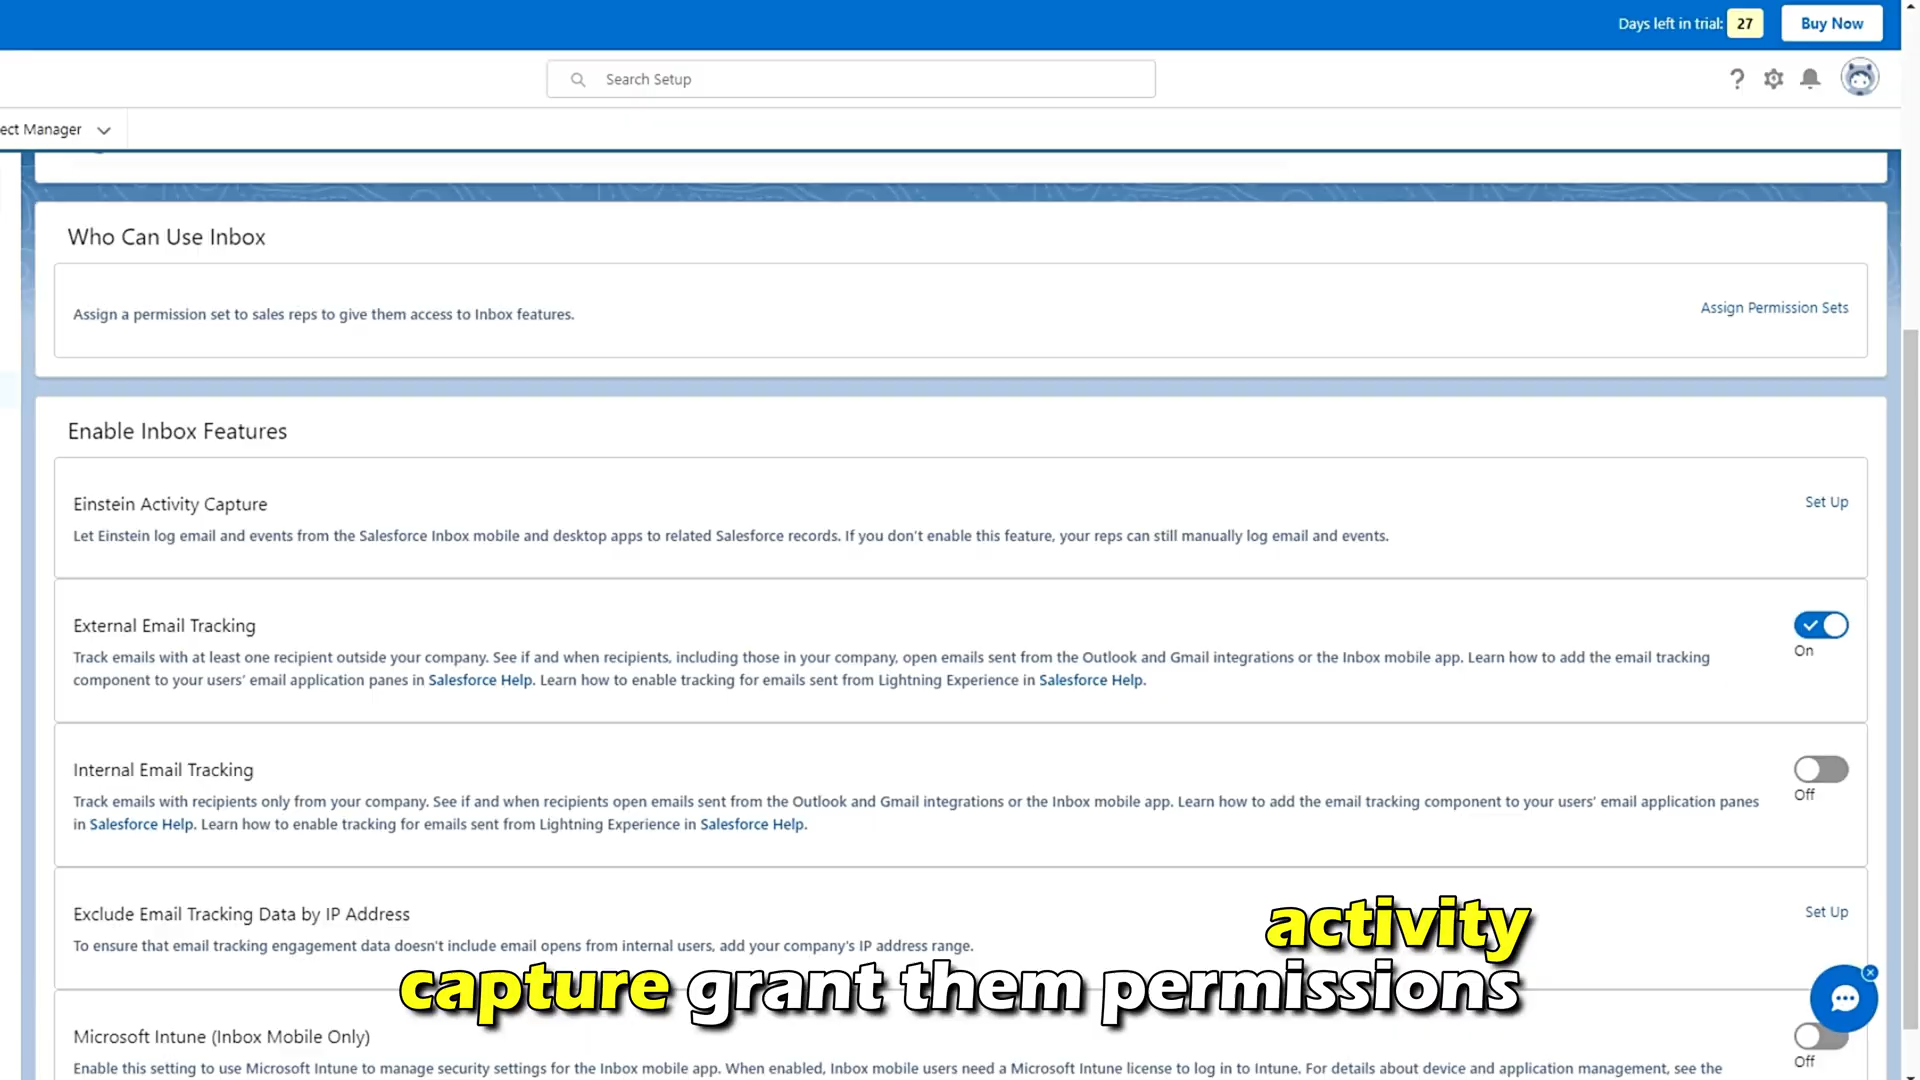 Days left in trial: 27 Buy Now
Search Setup
ect Manager
Who Can Use Inbox
Assign a permission set to sales reps to give them access to Inbox features.
Assign Permission Sets
Enable Inbox Features
Einstein Activity Capture
Set Up
Let Einstein log email and events from the Salesforce Inbox mobile and desktop apps to related Salesforce records. If you don't enable this feature, your reps can still manually log email and events.
External Email Tracking
Track emails with at least one recipient outside your company. See if and when recipients, including those in your company, open emails sent from the Outlook and Gmail integrations or the Inbox mobile app. Learn how to add the email tracking
component to your users' email application panes in Salesforce Help. Learn how to enable tracking for emails sent from Lightning Experience in Salesforce Help.
On
Internal Email Tracking
Track emails with recipients only from your company. See if and when recipients open emails sent from the Outlook and Gmail integrations or the Inbox mobile app. Learn how to add the email tracking component to your users' email application panes
in Salesforce Help. Learn how to enable tracking for emails sent from Lightning Experience in Salesforce Help.
Off
Exclude Email Tracking Data by IP Address
Set Up
To ensure that email tracking engagement data doesn't include email opens from internal users, add your company's IP address range.
activity
capture grant them permissions
Microsoft Intune (Inbox Mobile Only)
Off
Enable this setting to use Microsoft Intune to manage security settings for the Inbox mobile app. When enabled, Inbox mobile users need a Microsoft Intune license to log in to Intune. For details about device and application management, see the